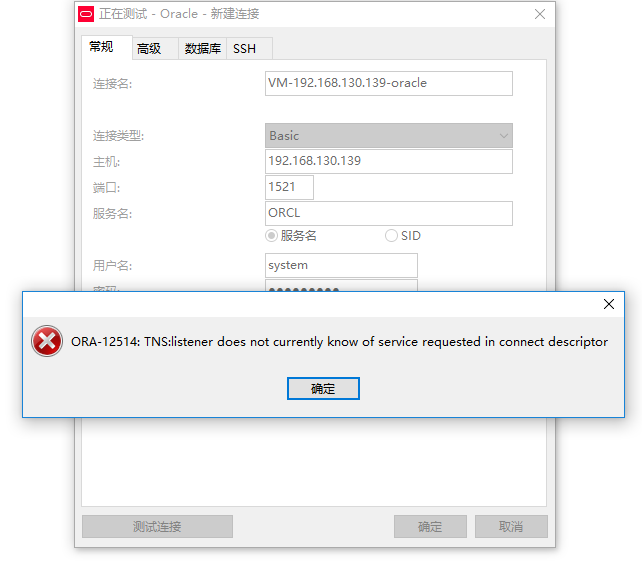 正在测试 - Oracle - 新建连接
常规 高级 数据库 SSH
连接名: VM-192.168.130.139-oracle
连接类型: Basic
主机: 192.168.130.139
端口: 1521
服务名: ORCL
服务名 SID
用户名: system
密码: ●●●●●●●●●
ORA-12514: TNS:listener does not currently know of service requested in connect descriptor
确定
测试连接 确定 取消